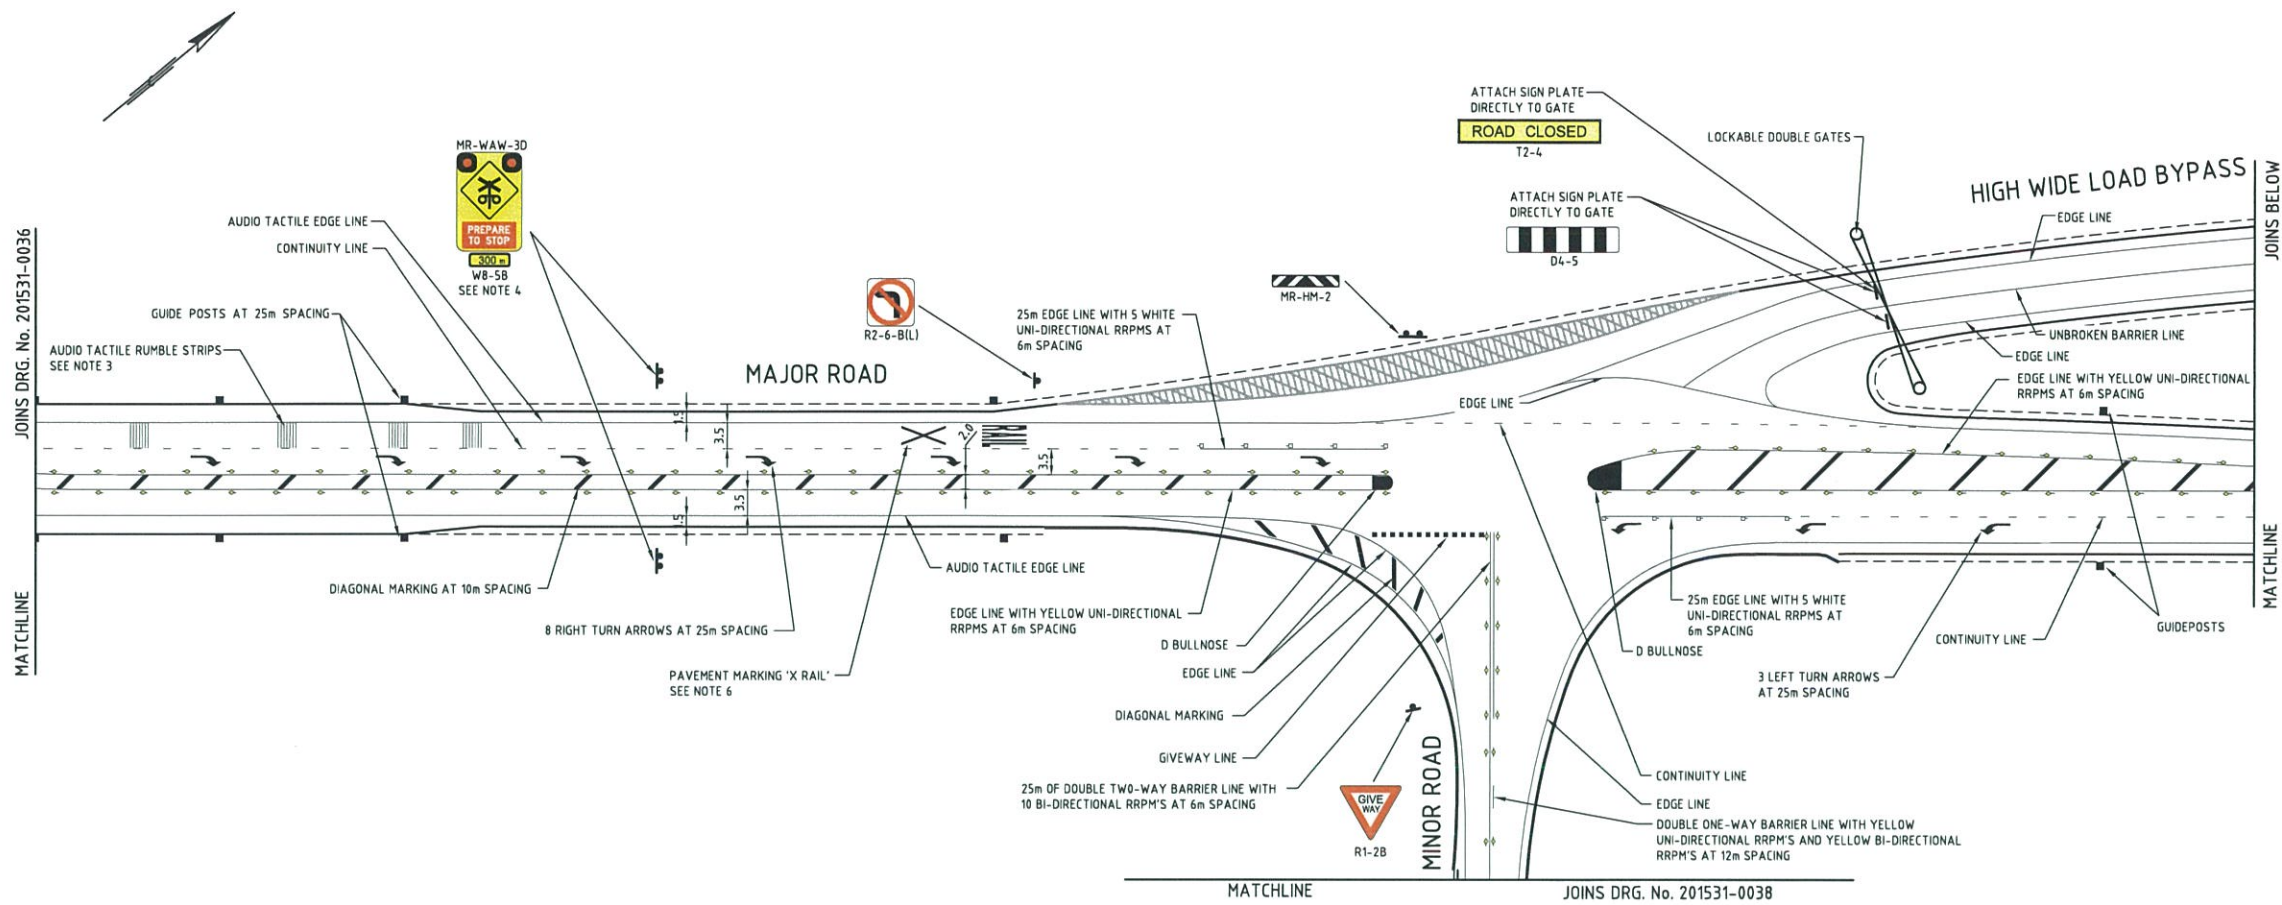 ATTACH SIGN PLATE
DIRECTLY TO GATE
ROAD CLOSED
T2-4
LOCKABLE DOUBLE GATES
MR-WAW-3D
PREPARE
TO STOP
300 m
W8-5B
SEE NOTE 4
HIGH WIDE LOAD BYPASS
JOINS BELOW
ATTACH SIGN PLATE
DIRECTLY TO GATE
D4-5
EDGE LINE
AUDIO TACTILE EDGE LINE
CONTINUITY LINE
JOINS DRG. No. 201531-0036
MR-HM-2
R2-6-B(L)
GUIDE POSTS AT 25m SPACING
25m EDGE LINE WITH 5 WHITE
UNI-DIRECTIONAL RRPMS AT
6m SPACING
UNBROKEN BARRIER LINE
AUDIO TACTILE RUMBLE STRIPS
SEE NOTE 3
EDGE LINE
MAJOR ROAD
EDGE LINE WITH YELLOW UNI-DIRECTIONAL
RRPMS AT 6m SPACING
EDGE LINE
1.5
3.5
2.0
RAIL
3.5
3.5
1.5
MATCHLINE
AUDIO TACTILE EDGE LINE
DIAGONAL MARKING AT 10m SPACING
EDGE LINE WITH YELLOW UNI-DIRECTIONAL
RRPMS AT 6m SPACING
25m EDGE LINE WITH 5 WHITE
UNI-DIRECTIONAL RRPMS AT
6m SPACING
GUIDEPOSTS
MATCHLINE
8 RIGHT TURN ARROWS AT 25m SPACING
D BULLNOSE
D BULLNOSE
CONTINUITY LINE
PAVEMENT MARKING 'X RAIL'
SEE NOTE 6
EDGE LINE
3 LEFT TURN ARROWS
AT 25m SPACING
DIAGONAL MARKING
GIVEWAY LINE
25m OF DOUBLE TWO-WAY BARRIER LINE WITH
10 BI-DIRECTIONAL RRPM'S AT 6m SPACING
GIVE
WAY
R1-2B
MINOR ROAD
CONTINUITY LINE
EDGE LINE
DOUBLE ONE-WAY BARRIER LINE WITH YELLOW
UNI-DIRECTIONAL RRPM'S AND YELLOW BI-DIRECTIONAL
RRPM'S AT 12m SPACING
MATCHLINE
JOINS DRG. No. 201531-0038